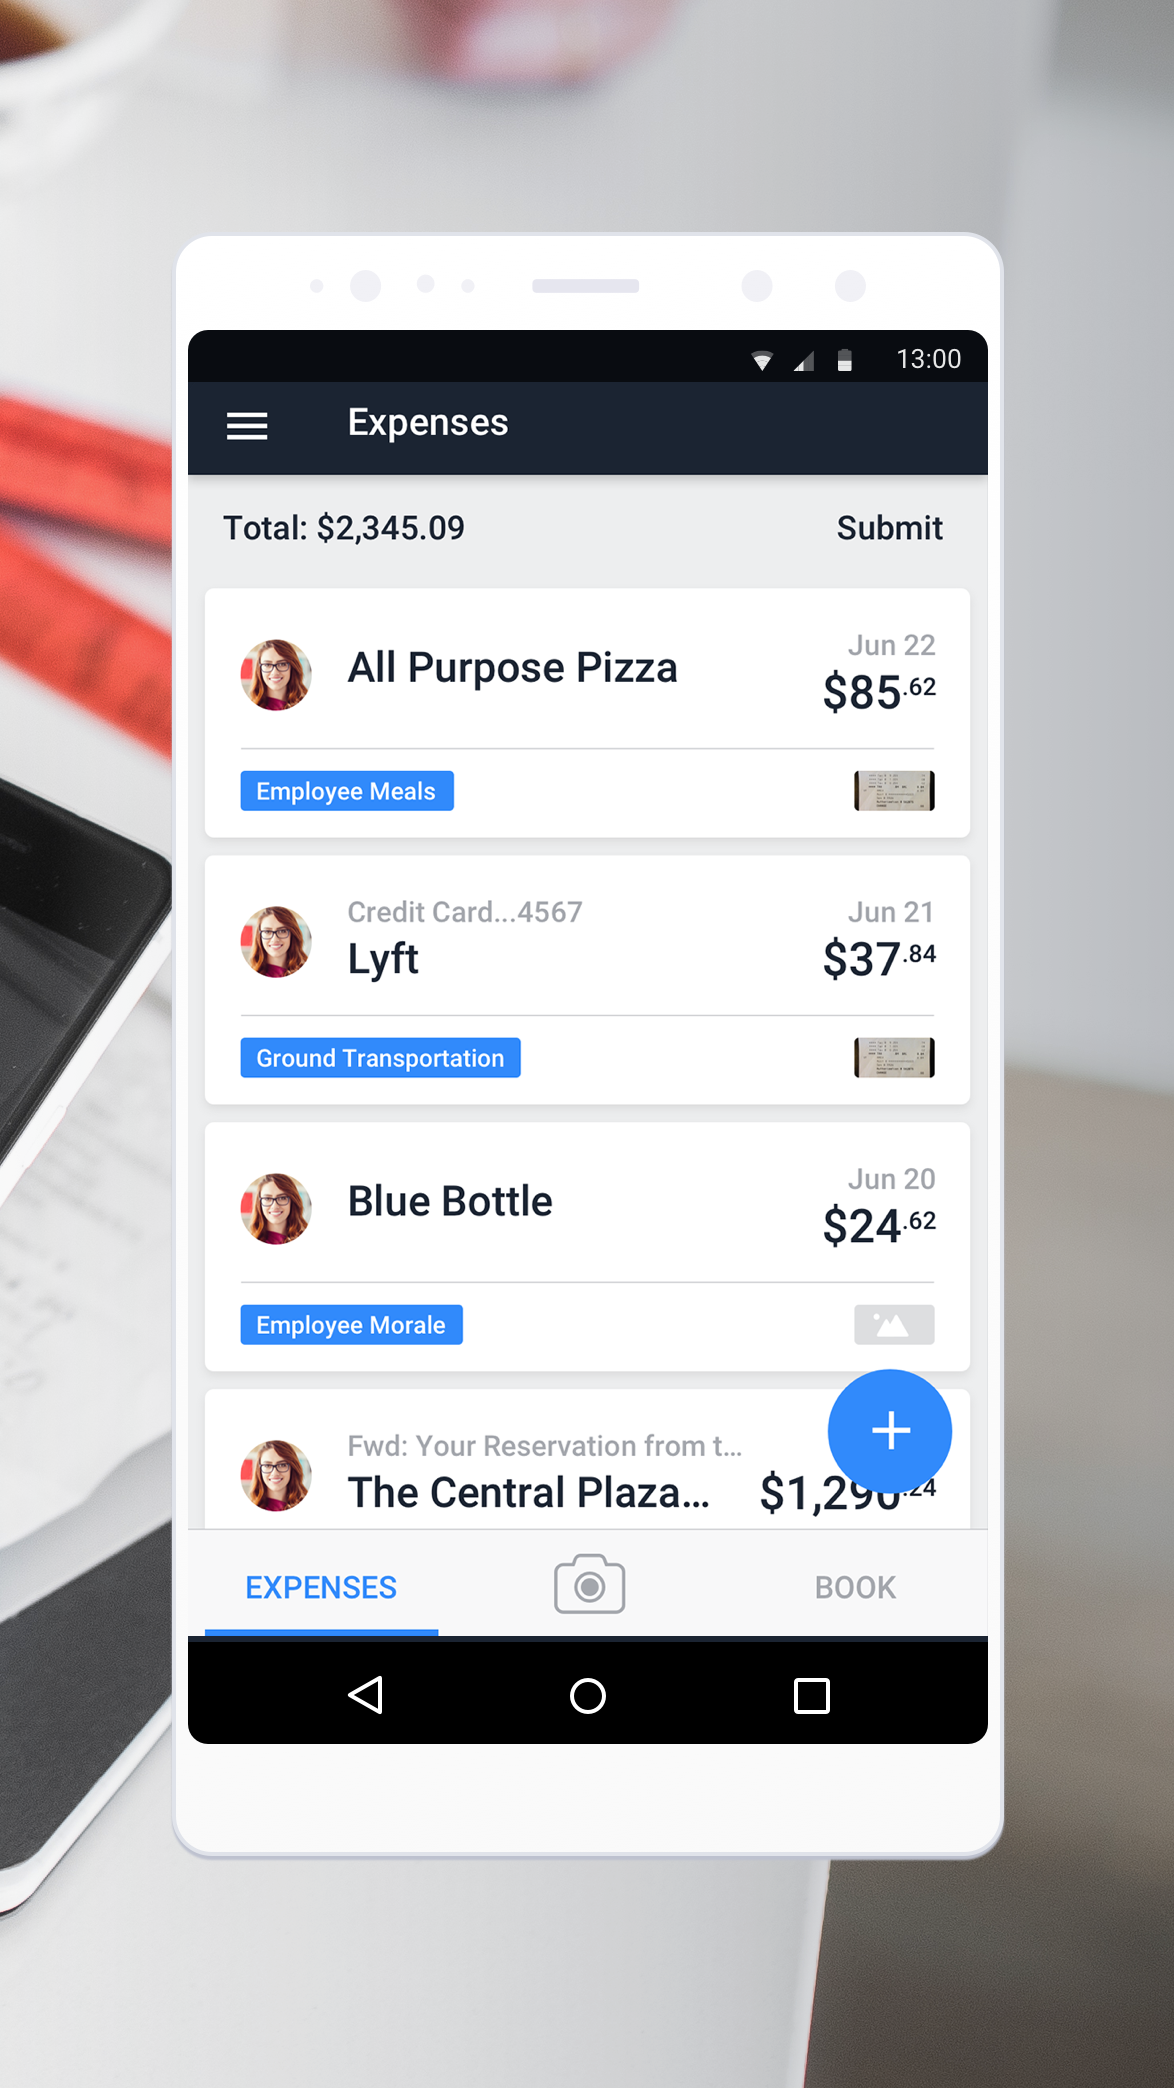 13:00
Expenses
Total: $2,345.09
Submit
Jun 22
All Purpose Pizza
$85.62
Employee Meals
Credit Card...4567
Jun 21
Lyft
$37.84
Ground Transportation
Jun 20
Blue Bottle
$24.62
Employee Morale
Fwd: Your Reservation from t...
The Central Plaza...
$1,290.24
EXPENSES
BOOK